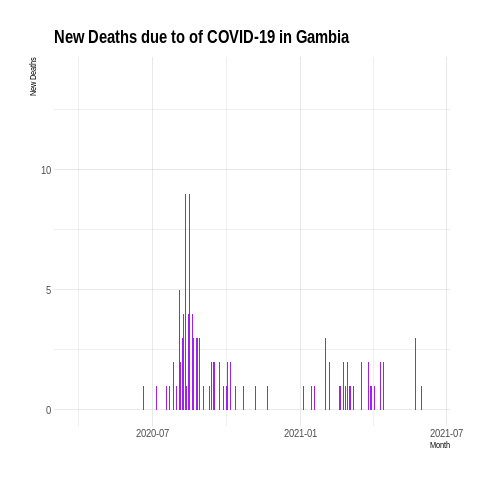 New Deaths due to of COVID-19 in Gambia
New Deaths
10
5
0
2020-07
2021-01
2021-07
Month